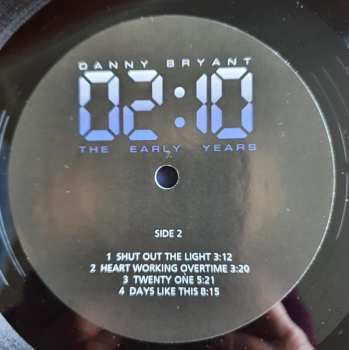 DANNY BRYANT
02:10
THE EARLY YEARS
SIDE 2
1 SHUT OUT THE LIGHT 3:12
2 HEART WORKING OVERTIME 3:20
3 TWENTY ONE 5:21
4 DAYS LIKE THIS 8:15